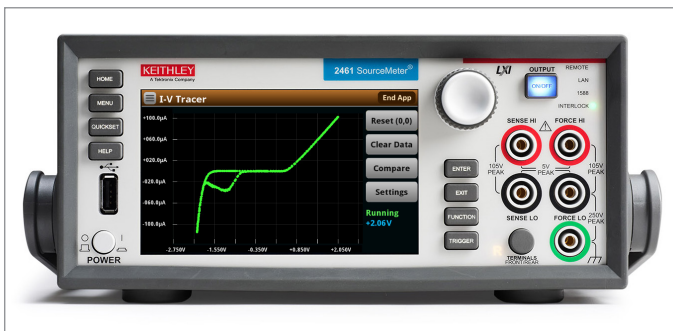 KEITHLEY
A Tektronix Company
2461 SourceMeter®
LXI
OUTPUT
ON/OFF
REMOTE
LAN
1588
INTERLOCK
HOME
MENU
QUICKSET
HELP
I-V Tracer
End App
+100.0µA
+060.0µA
+020.0µA
-020.0µA
-060.0µA
-100.0µA
-2.750V -1.550V -0.350V +0.850V +2.050V
Reset (0,0)
Clear Data
Compare
Settings
Running
+2.06V
ENTER
EXIT
FUNCTION
TRIGGER
SENSE HI FORCE HI
105V PEAK
5V PEAK
105V PEAK
SENSE LO FORCE LO
250V PEAK
TERMINALS
FRONT/REAR
R
POWER